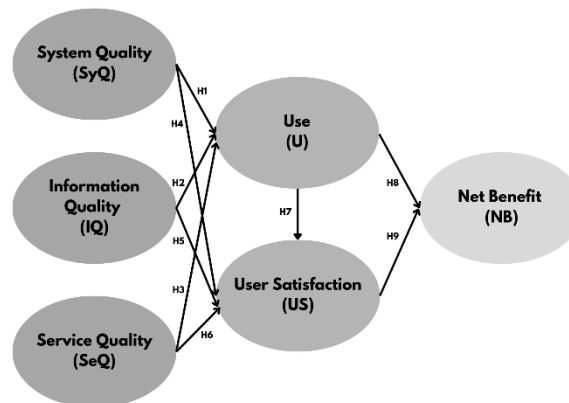 System Quality
(SyQ)
H1
H4
Use
(U)
H2
Information
Quality
(IQ)
H5
H7
H8
H9
Net Benefit
(NB)
H3
User Satisfaction
(US)
H6
Service Quality
(SeQ)